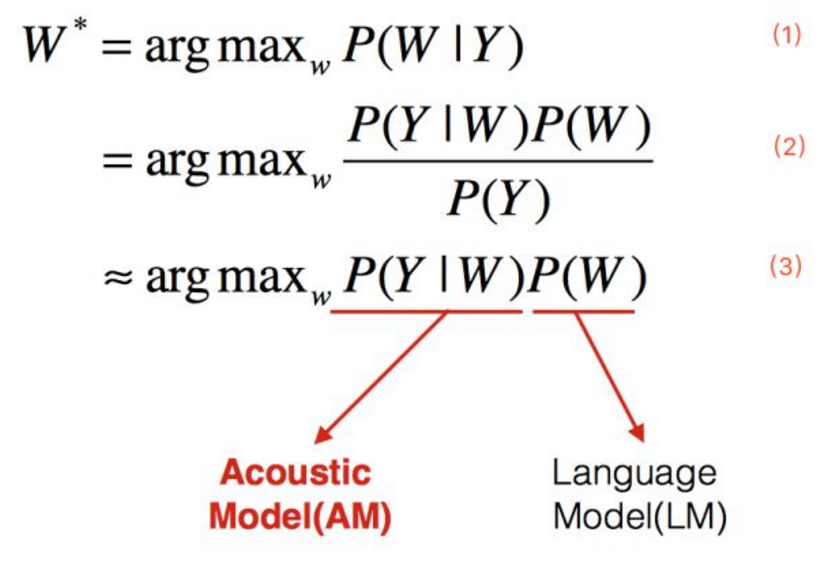 W* = arg max_w P(W | Y) (1)
= arg max_w P(Y | W)P(W) / P(Y) (2)
≈ arg max_w P(Y | W)P(W) (3)
Acoustic Language
Model(AM) Model(LM)